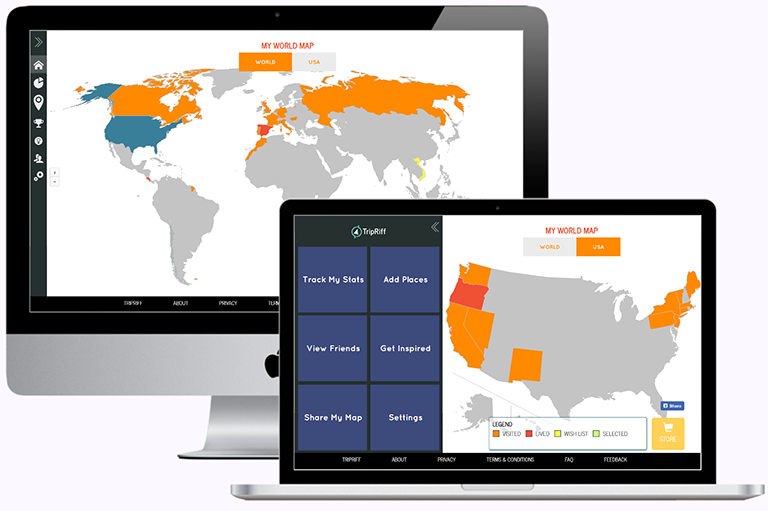 MY WORLD MAP
WORLD USA
TRIPRIFF ABOUT PRIVACY
TripRiff
Track My Stats Add Places
View Friends Get Inspired
Share My Map Settings
MY WORLD MAP
WORLD USA
Share
LEGEND
VISITED LIVED WISH LIST SELECTED
STORE
TRIPRIFF ABOUT PRIVACY TERMS & CONDITIONS FAQ FEEDBACK